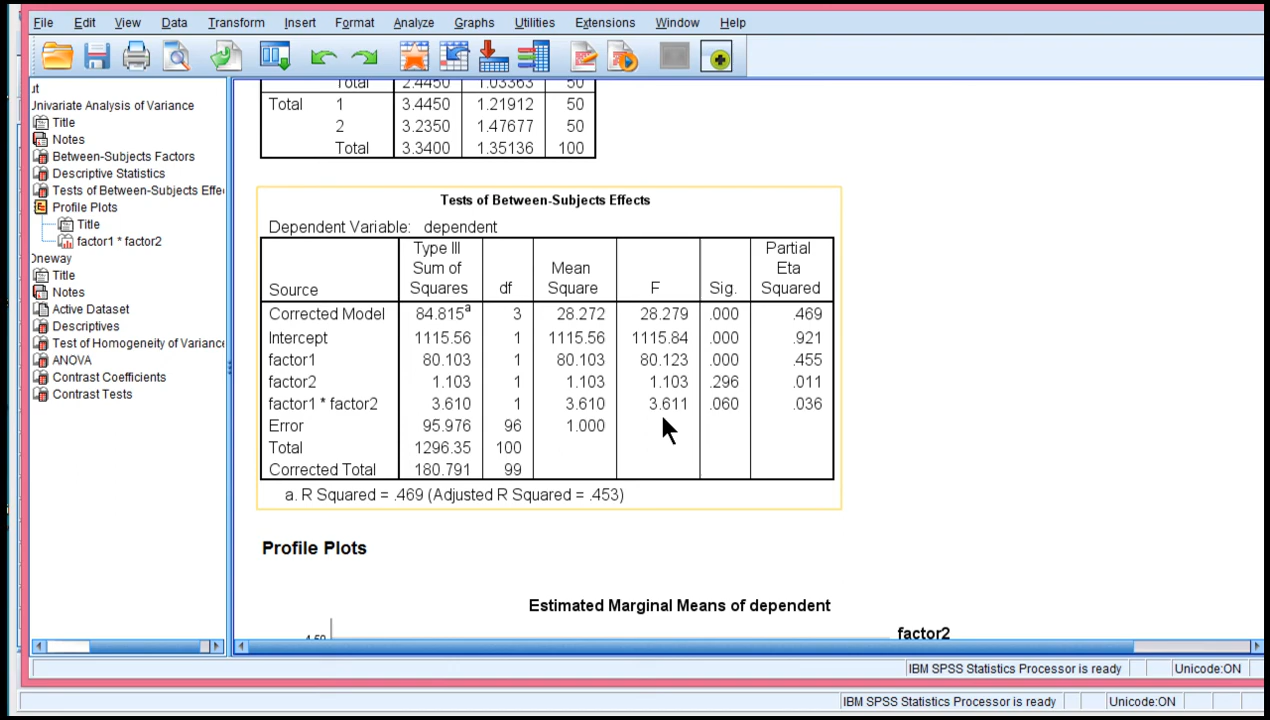 File Edit View Data Transform Insert Format Analyze Graphs Utilities Extensions Window Help
ut
Univariate Analysis of Variance
Title
Notes
Between-Subjects Factors
Descriptive Statistics
Tests of Between-Subjects Effe
Profile Plots
Title
factor1 * factor2
Oneway
Title
Notes
Active Dataset
Descriptives
Test of Homogeneity of Variance
ANOVA
Contrast Coefficients
Contrast Tests
Total 2.4450 1.03363 50
Total 1 3.4450 1.21912 50
2 3.2350 1.47677 50
Total 3.3400 1.35136 100
Tests of Between-Subjects Effects
Dependent Variable: dependent
Source Type III Sum of Squares df Mean Square F Sig. Partial Eta Squared
Corrected Model 84.815a 3 28.272 28.279 .000 .469
Intercept 1115.56 1 1115.56 1115.84 .000 .921
factor1 80.103 1 80.103 80.123 .000 .455
factor2 1.103 1 1.103 1.103 .296 .011
factor1 * factor2 3.610 1 3.610 3.611 .060 .036
Error 95.976 96 1.000
Total 1296.35 100
Corrected Total 180.791 99
a. R Squared = .469 (Adjusted R Squared = .453)
Profile Plots
Estimated Marginal Means of dependent
4.50
factor2
IBM SPSS Statistics Processor is ready Unicode:ON
IBM SPSS Statistics Processor is ready Unicode:ON